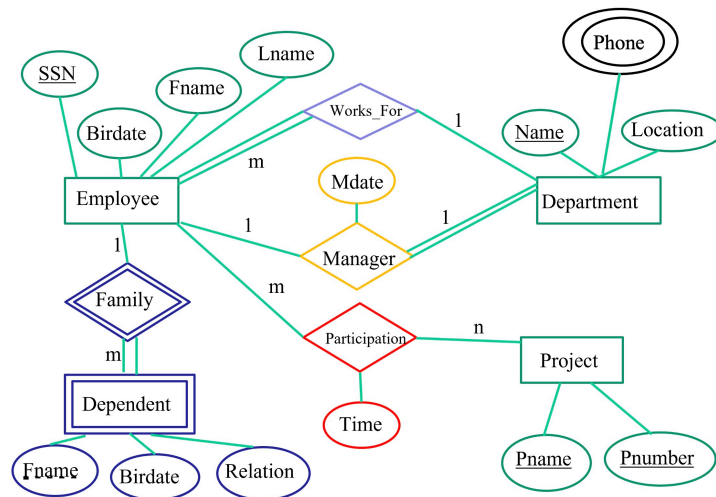 Lname
Phone
SSN
Fname
Works_For
Birdate
m
1
Name
Location
Mdate
Employee
Department
1
1
1
Manager
m
Family
Participation
n
m
Project
Dependent
Time
Fname
Birdate
Relation
Pname
Pnumber